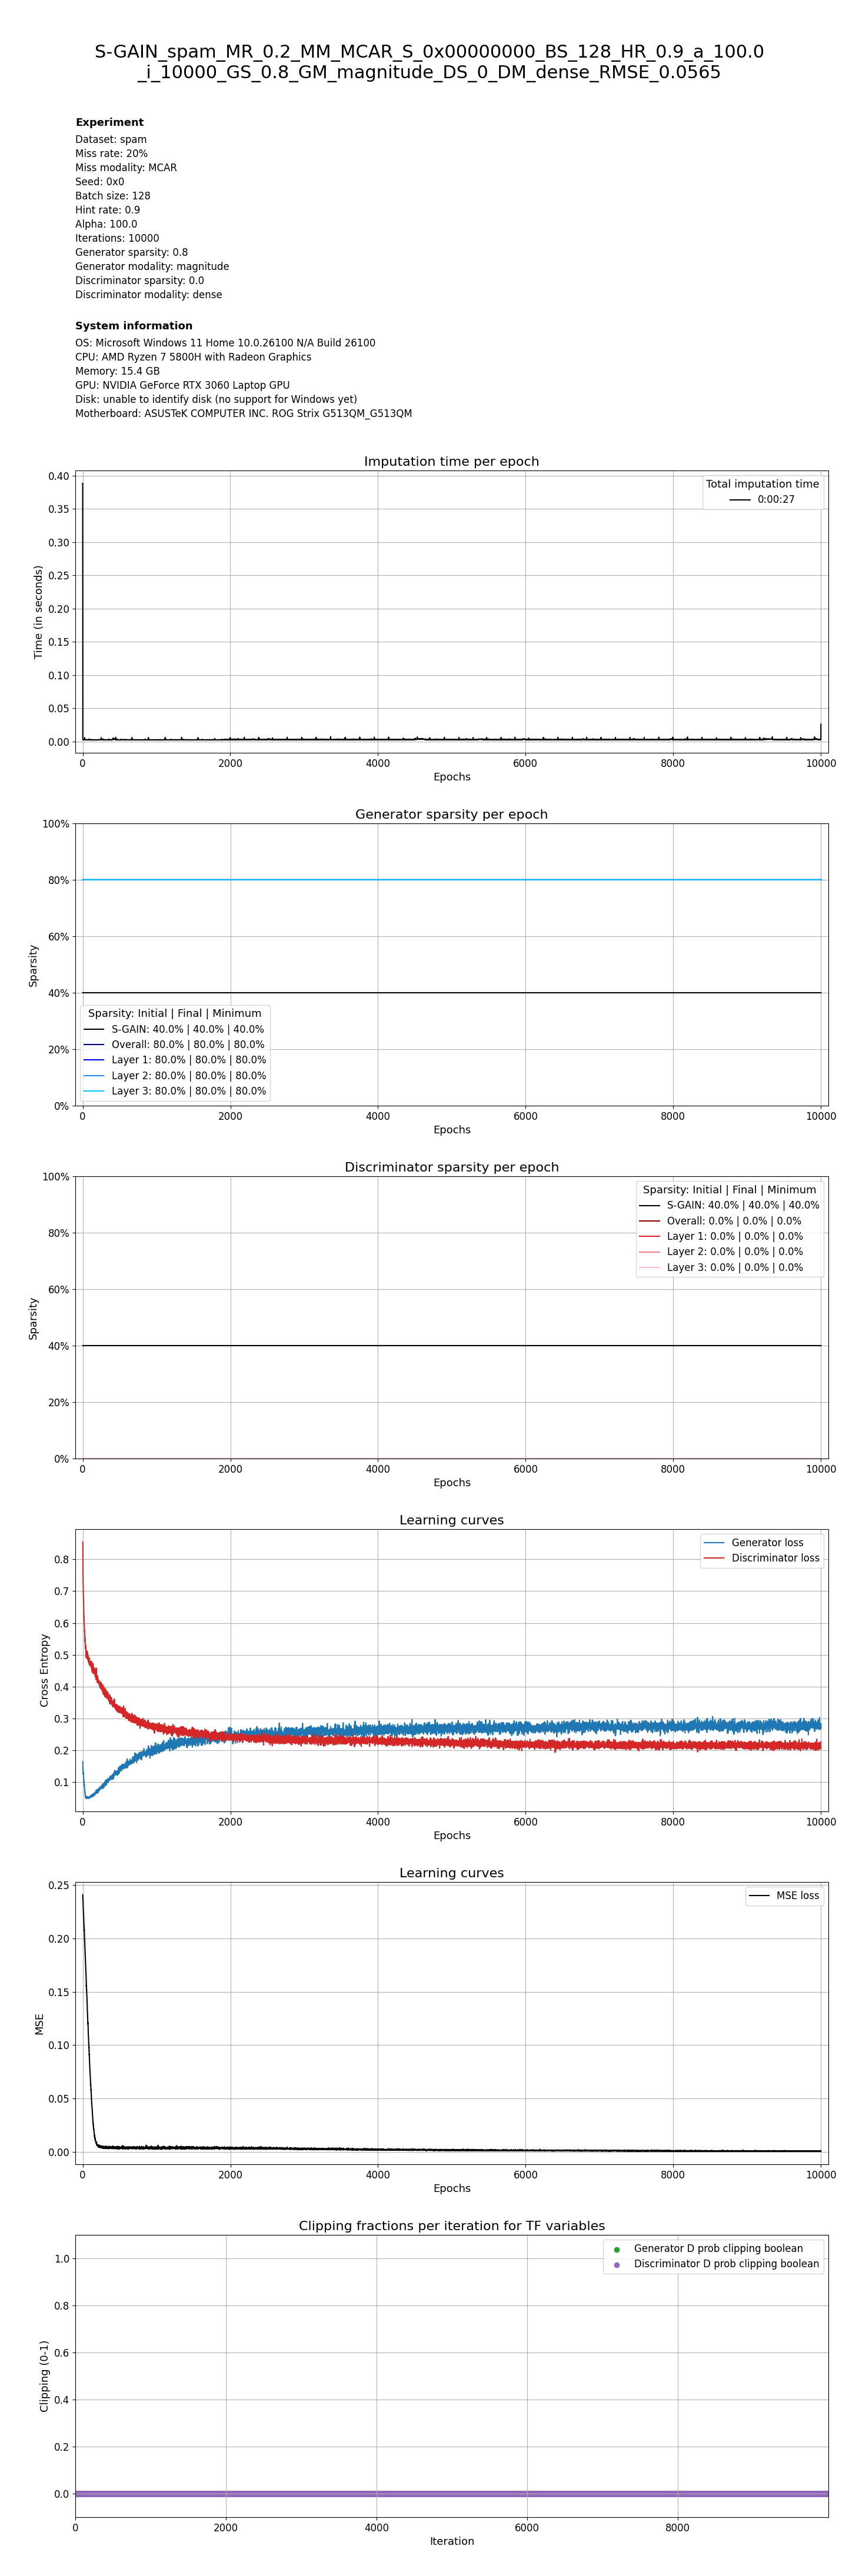 S-GAIN_spam_MR_0.2_MM_MCAR_S_0x00000000_BS_128_HR_0.9_a_100.0
_i_10000_GS_0.8_GM_magnitude_DS_0_DM_dense_RMSE_0.0565
Experiment
Dataset: spam
Miss rate: 20%
Miss modality: MCAR
Seed: 0x0
Batch size: 128
Hint rate: 0.9
Alpha: 100.0
Iterations: 10000
Generator sparsity: 0.8
Generator modality: magnitude
Discriminator sparsity: 0.0
Discriminator modality: dense
System information
OS: Microsoft Windows 11 Home 10.0.26100 N/A Build 26100
CPU: AMD Ryzen 7 5800H with Radeon Graphics
Memory: 15.4 GB
GPU: NVIDIA GeForce RTX 3060 Laptop GPU
Disk: unable to identify disk (no support for Windows yet)
Motherboard: ASUSTeK COMPUTER INC. ROG Strix G513QM_G513QM
Imputation time per epoch
Total imputation time
0:00:27
Time (in seconds)
0.40
0.35
0.30
0.25
0.20
0.15
0.10
0.05
0.00
0 2000 4000 6000 8000 10000
Epochs
Generator sparsity per epoch
Sparsity
100%
80%
60%
40%
20%
0%
Sparsity: Initial | Final | Minimum
S-GAIN: 40.0% | 40.0% | 40.0%
Overall: 80.0% | 80.0% | 80.0%
Layer 1: 80.0% | 80.0% | 80.0%
Layer 2: 80.0% | 80.0% | 80.0%
Layer 3: 80.0% | 80.0% | 80.0%
0 2000 4000 6000 8000 10000
Epochs
Discriminator sparsity per epoch
Sparsity: Initial | Final | Minimum
S-GAIN: 40.0% | 40.0% | 40.0%
Overall: 0.0% | 0.0% | 0.0%
Layer 1: 0.0% | 0.0% | 0.0%
Layer 2: 0.0% | 0.0% | 0.0%
Layer 3: 0.0% | 0.0% | 0.0%
Sparsity
100%
80%
60%
40%
20%
0%
0 2000 4000 6000 8000 10000
Epochs
Learning curves
Generator loss
Discriminator loss
Cross Entropy
0.8
0.7
0.6
0.5
0.4
0.3
0.2
0.1
0 2000 4000 6000 8000 10000
Epochs
Learning curves
MSE loss
MSE
0.25
0.20
0.15
0.10
0.05
0.00
0 2000 4000 6000 8000 10000
Epochs
Clipping fractions per iteration for TF variables
Generator D prob clipping boolean
Discriminator D prob clipping boolean
Clipping (0-1)
1.0
0.8
0.6
0.4
0.2
0.0
0 2000 4000 6000 8000
Iteration